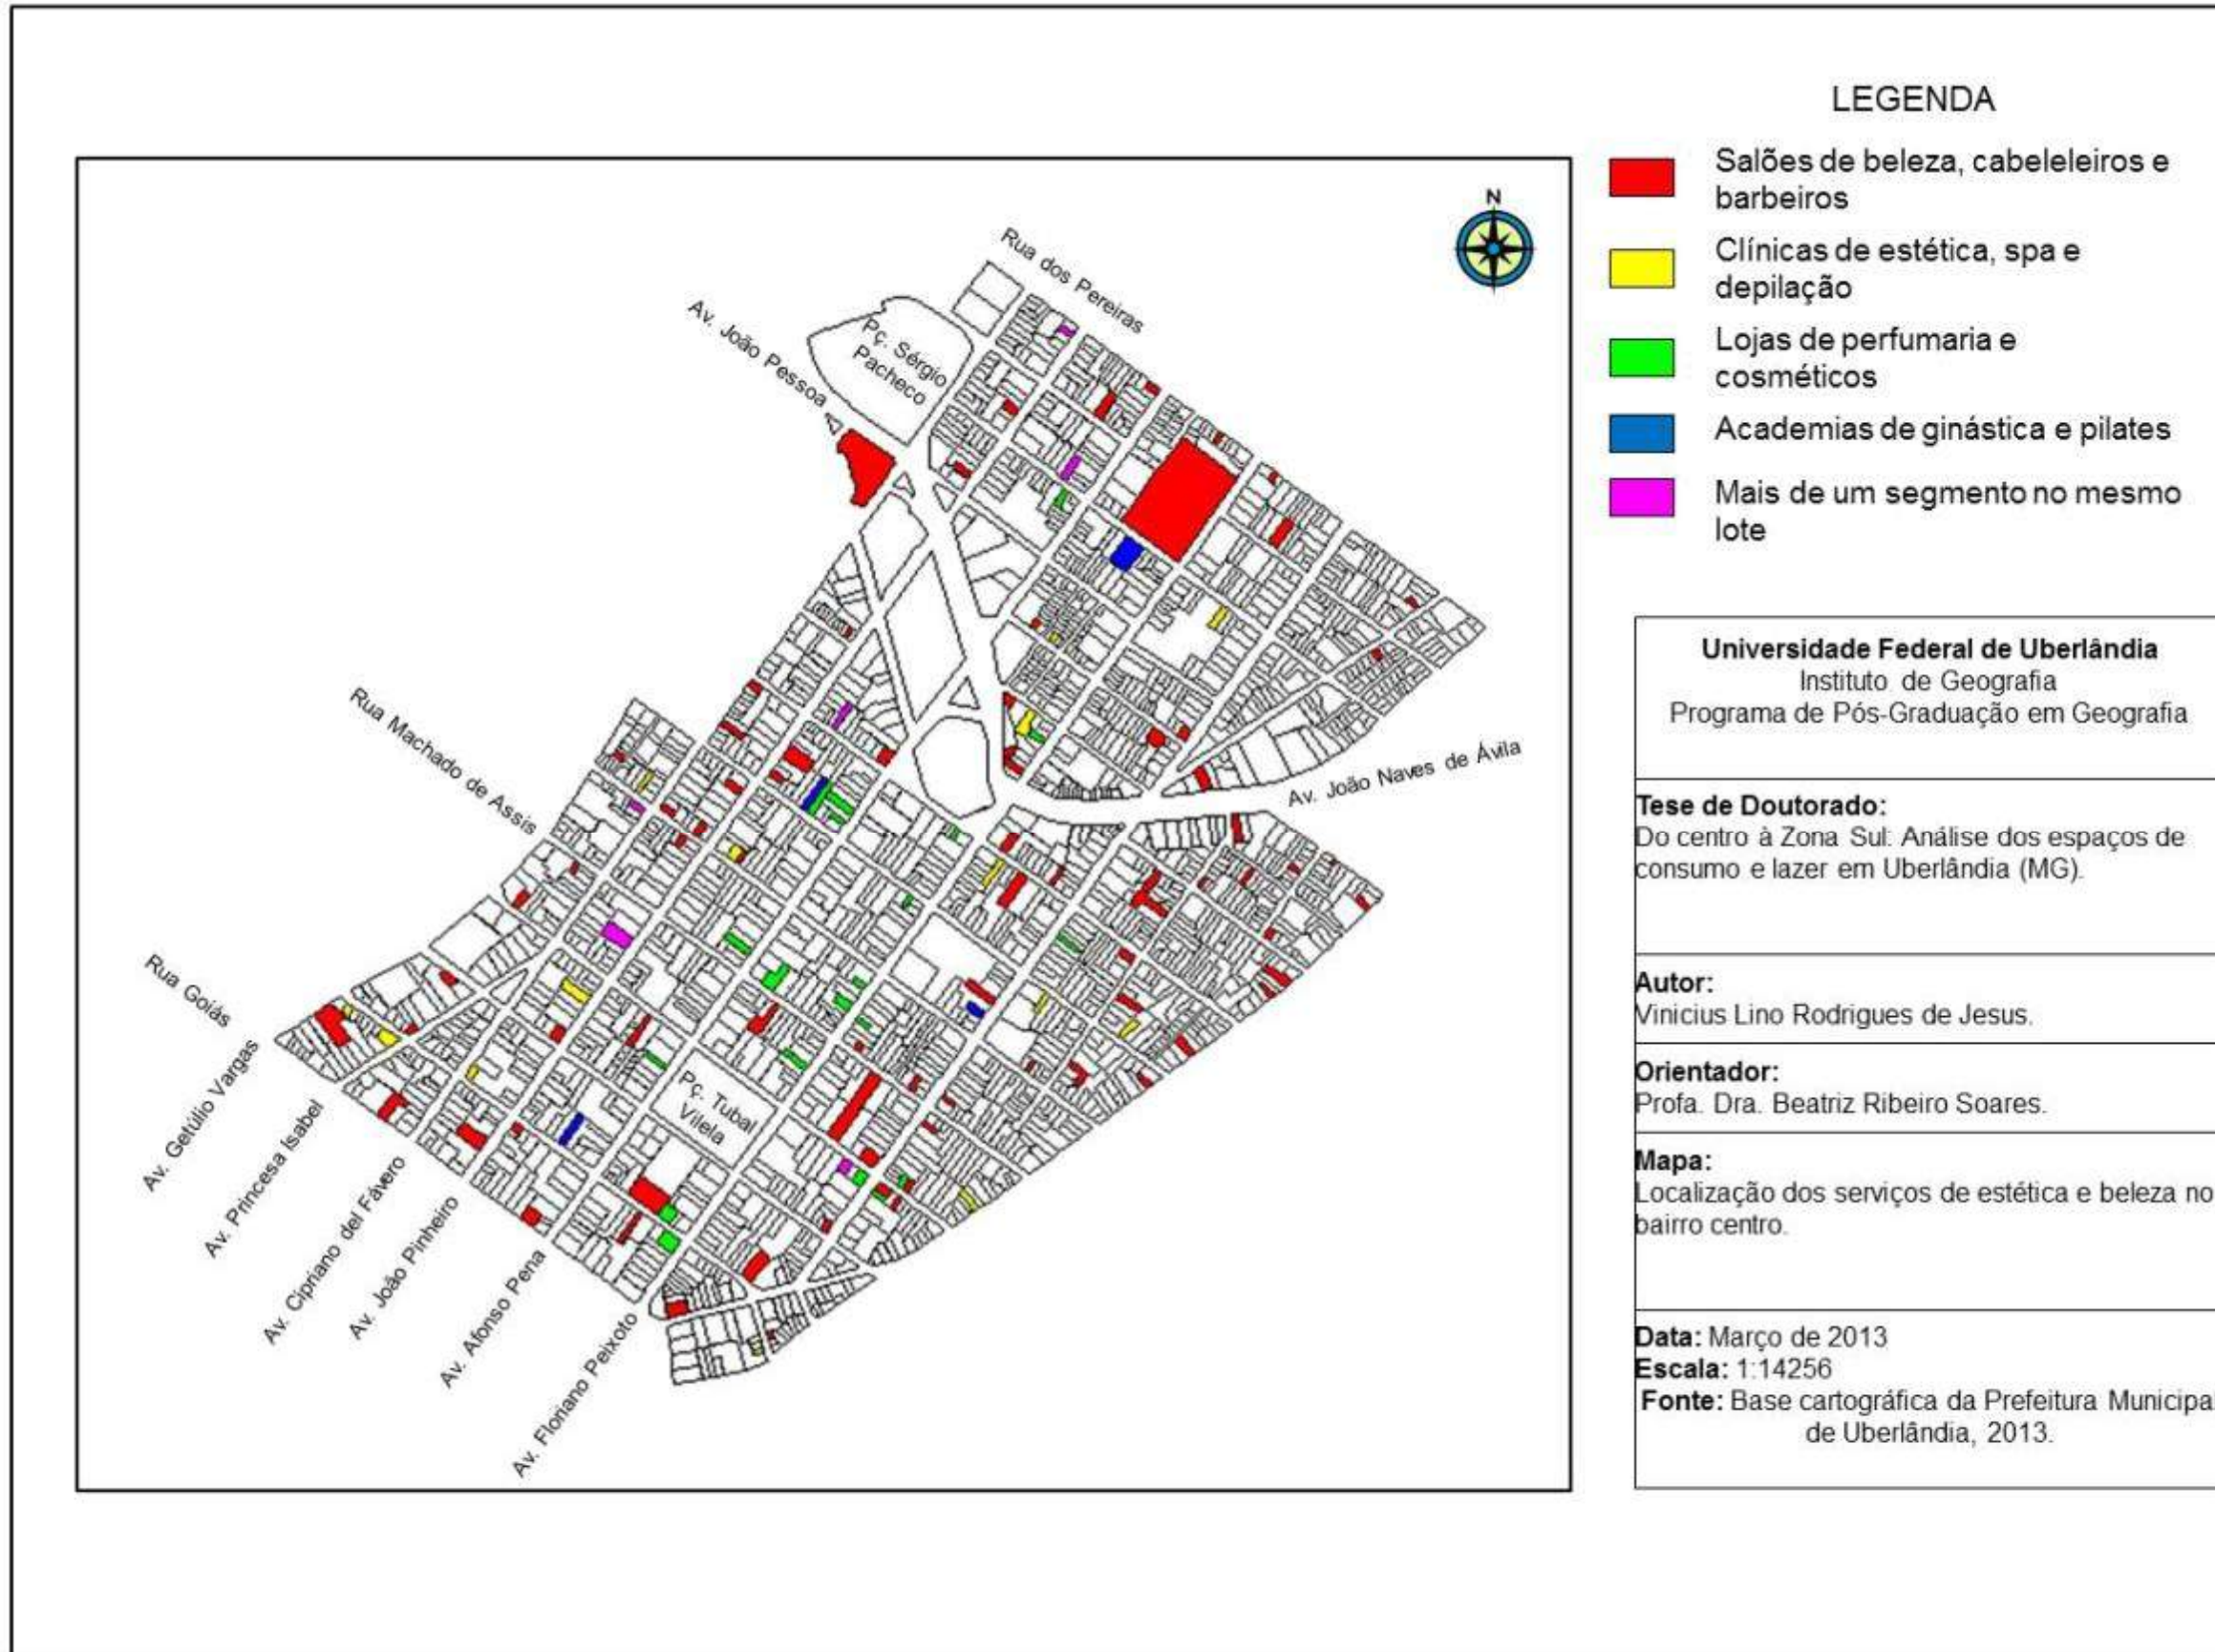 LEGENDA
Salões de beleza, cabeleleiros e
barbeiros
Clínicas de estética, spa e
depilação
Lojas de perfumaria e
cosméticos
Academias de ginástica e pilates
Mais de um segmento no mesmo
lote
N
Rua dos Pereiras
Av. João Pessoa
Pç. Sérgio
Pacheco
Rua Machado de Assis
Av. João Naves de Ávila
Rua Goiás
Av. Getúlio Vargas
Av. Princesa Isabel
Av. Cipriano del Fávero
Av. João Pinheiro
Av. Afonso Pena
Av. Floriano Peixoto
Pç. Tubal
Vilela
Universidade Federal de Uberlândia
Instituto de Geografia
Programa de Pós-Graduação em Geografia
Tese de Doutorado:
Do centro à Zona Sul: Análise dos espaços de
consumo e lazer em Uberlândia (MG).
Autor:
Vinicius Lino Rodrigues de Jesus.
Orientador:
Profa. Dra. Beatriz Ribeiro Soares.
Mapa:
Localização dos serviços de estética e beleza no
bairro centro.
Data: Março de 2013
Escala: 1:14256
Fonte: Base cartográfica da Prefeitura Municipal
de Uberlândia, 2013.